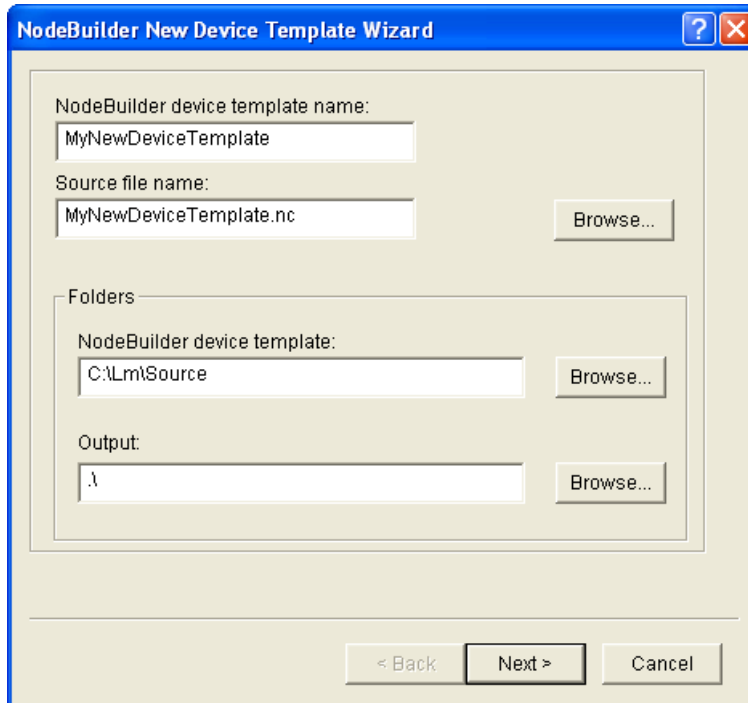 NodeBuilder New Device Template Wizard
NodeBuilder device template name:
MyNewDeviceTemplate
Source file name:
MyNewDeviceTemplate.nc
Browse...
Folders
NodeBuilder device template:
C:\Lm\Source
Browse...
Output:
.\
Browse...
< Back
Next >
Cancel